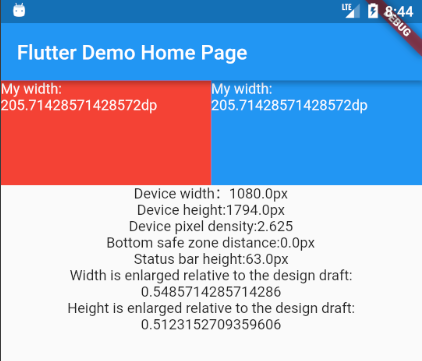 LTE 8:44
DEBUG
Flutter Demo Home Page
My width:
205.71428571428572dp
My width:
205.71428571428572dp
Device width：1080.0px
Device height:1794.0px
Device pixel density:2.625
Bottom safe zone distance:0.0px
Status bar height:63.0px
Width is enlarged relative to the design draft:
0.5485714285714286
Height is enlarged relative to the design draft:
0.5123152709359606